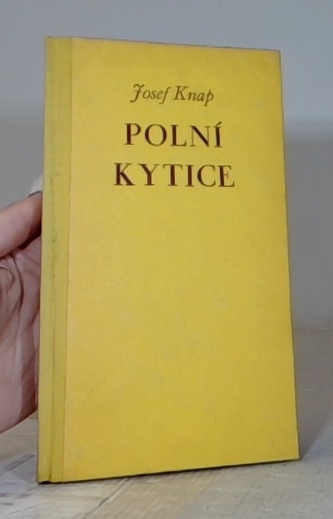 Josef Knap
POLNÍ
KYTICE